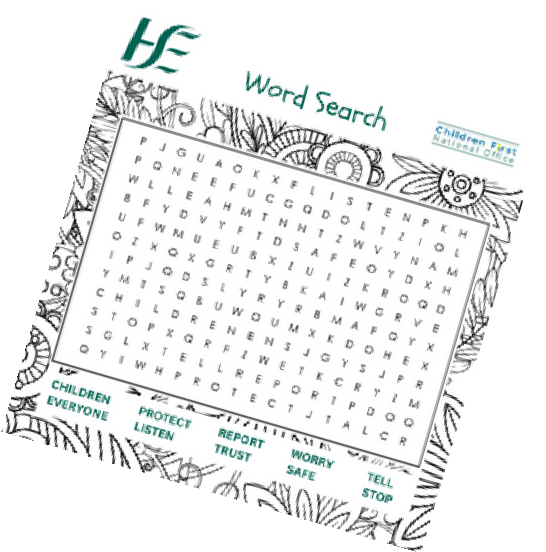 HSE
Word Search
Children First
National Office
P J G U A O K X F L I S T E N P K H
P Q N E E F U C G Q D O L T Z I O L
W L L E A H M T N N T Z W V Y N A M
B F Y D V Y F T D S A F E O Y D X H
U F W M U E U B X I U I Z K R O Q D
O Z X O X G R T Y B K A I W G R V E
I P J O D S L Y R Y R B M A F O Y X
Y M T S Q B U W O U M X K D O H E X
C H I L D R E N E N S J G Y S J P R
S T O P X Q R F I W E T K C R Y I M
S G L X T E L L R E P O R T P D O Q
O Y I W H P R O T E C T J T A L C R
CHILDREN PROTECT REPORT WORRY TELL
EVERYONE LISTEN TRUST SAFE STOP